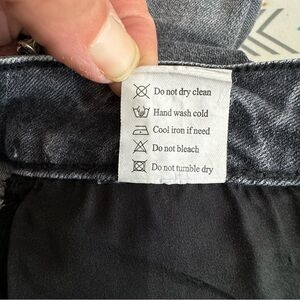 Do not dry clean
Hand wash cold
Cool iron if need
Do not bleach
Do not tumble dry